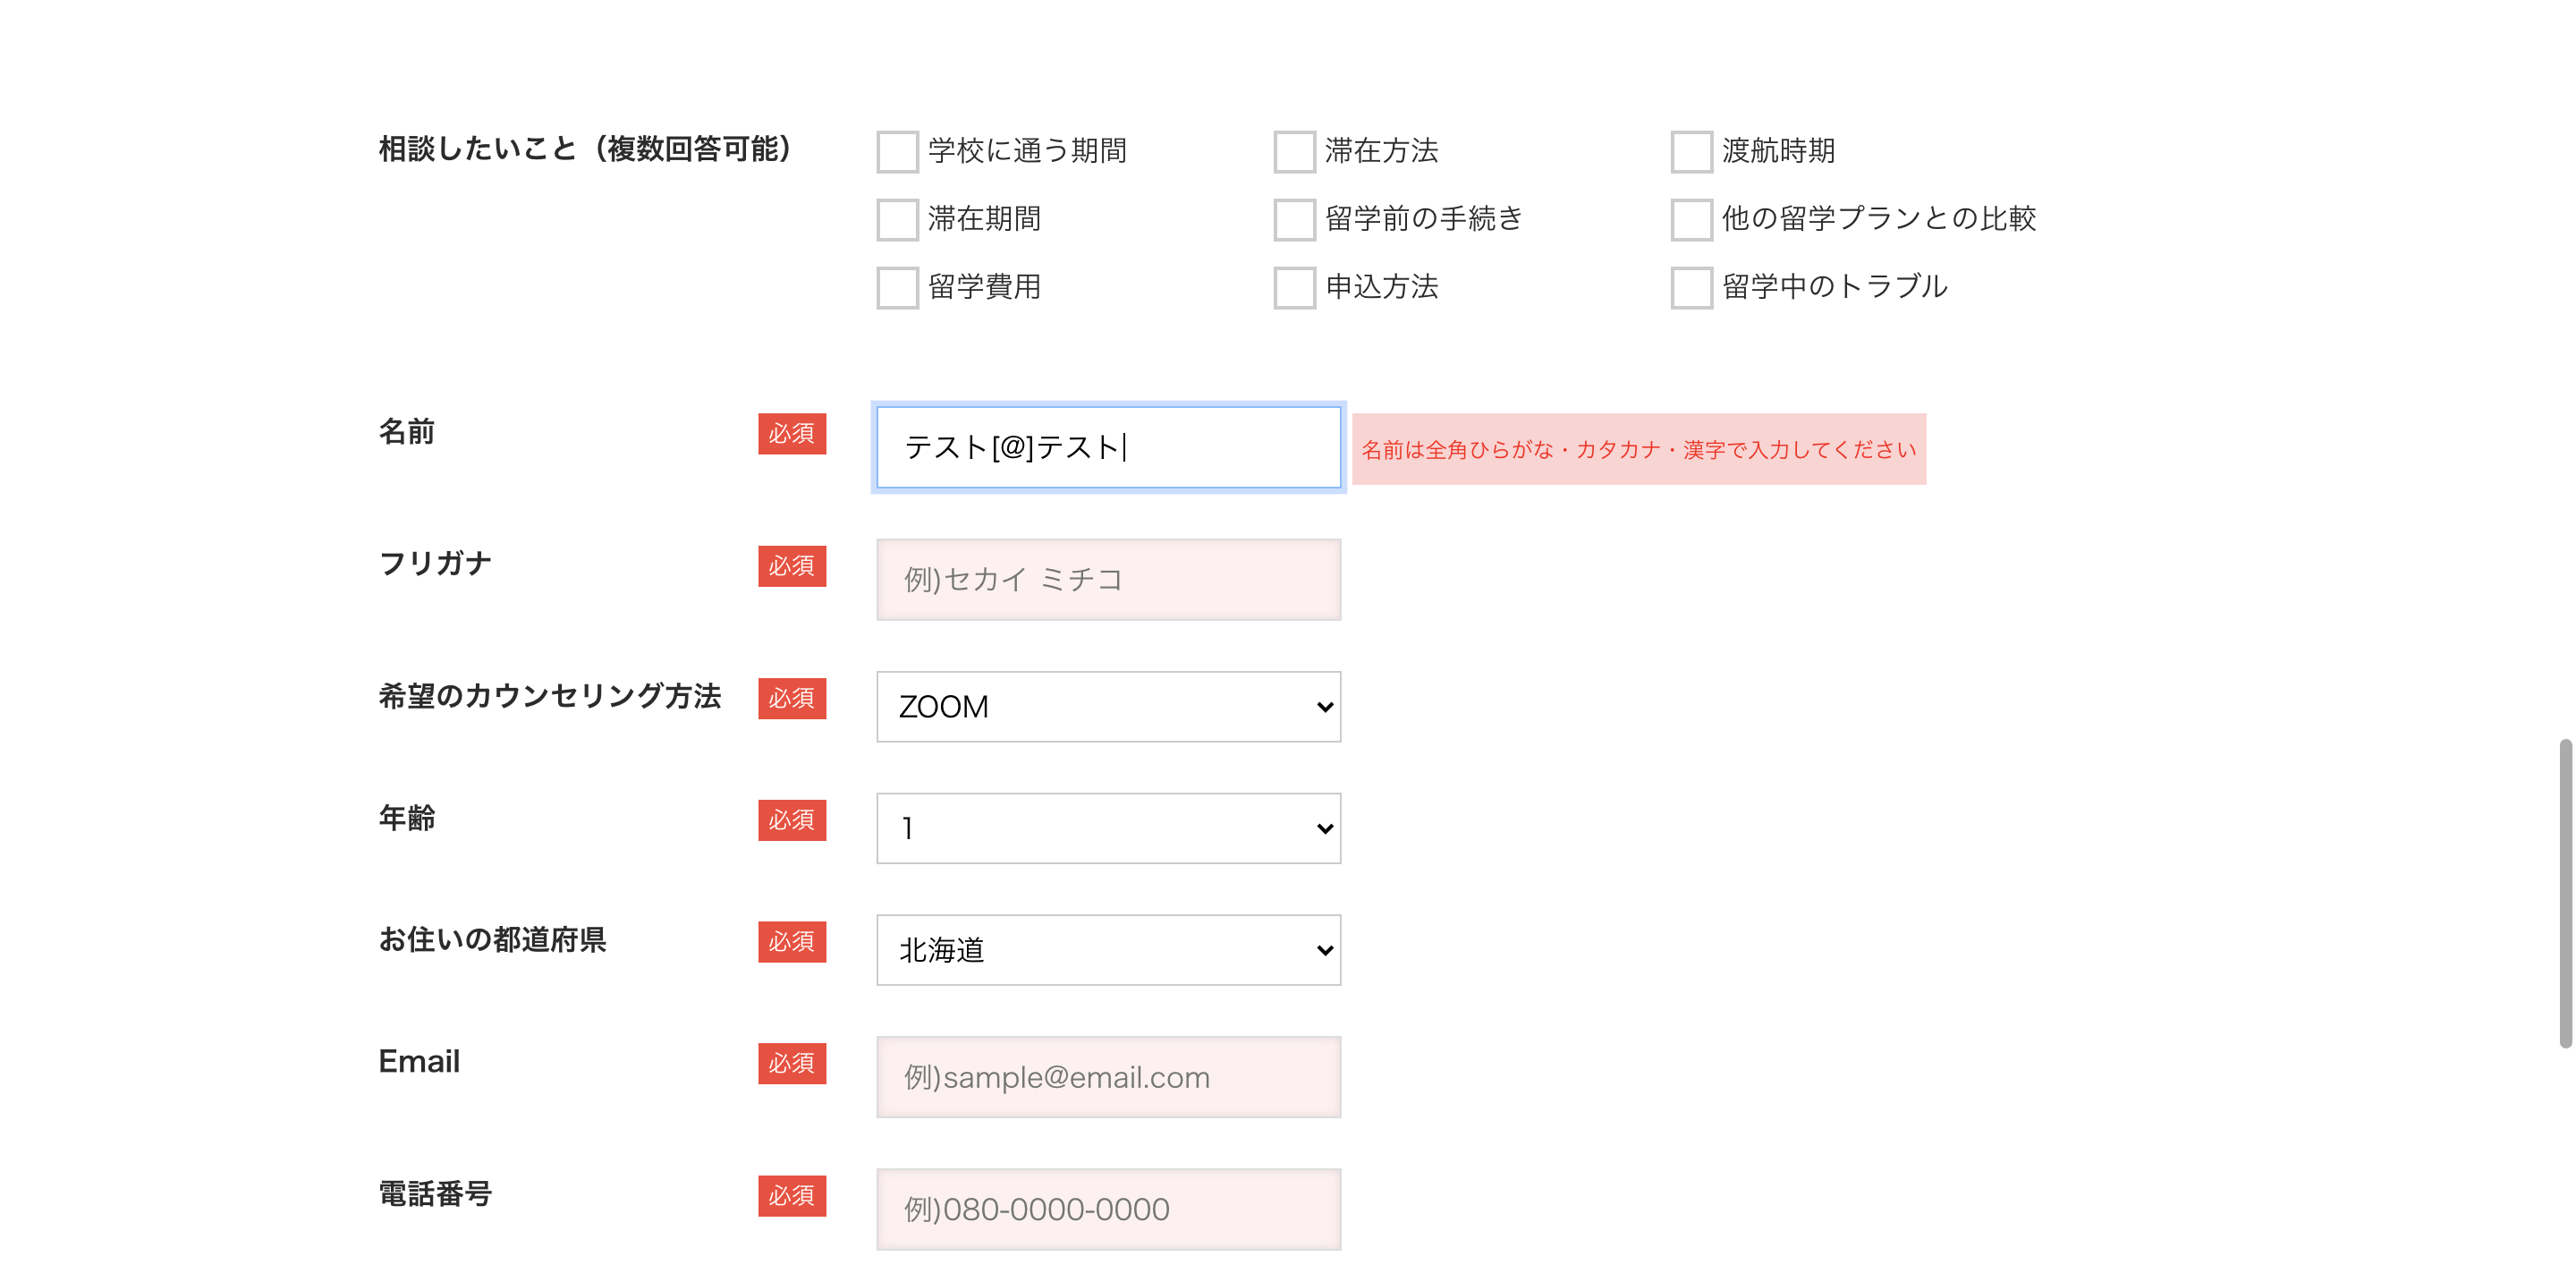 相談したいこと（複数回答可能）
学校に通う期間 滞在方法 渡航時期
滞在期間 留学前の手続き 他の留学プランとの比較
留学費用 申込方法 留学中のトラブル
名前 必須 テスト[@]テスト 名前は全角ひらがな・カタカナ・漢字で入力してください
フリガナ 必須 例)セカイ ミチコ
希望のカウンセリング方法 必須 ZOOM
年齢 必須 1
お住いの都道府県 必須 北海道
Email 必須 例)sample@email.com
電話番号 必須 例)080-0000-0000